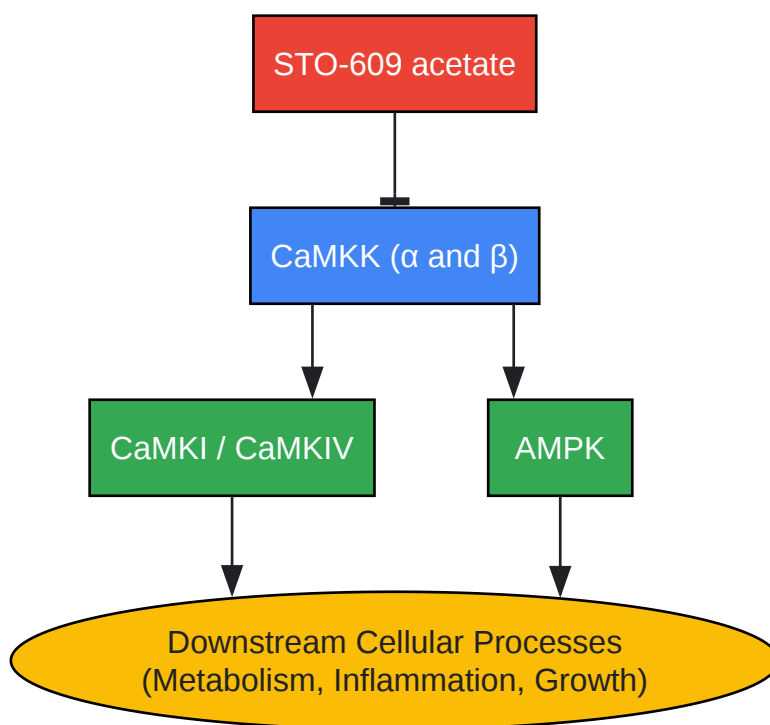 STO-609 acetate
CaMKK (α and β)
CaMKI / CaMKIV
AMPK
Downstream Cellular Processes
(Metabolism, Inflammation, Growth)